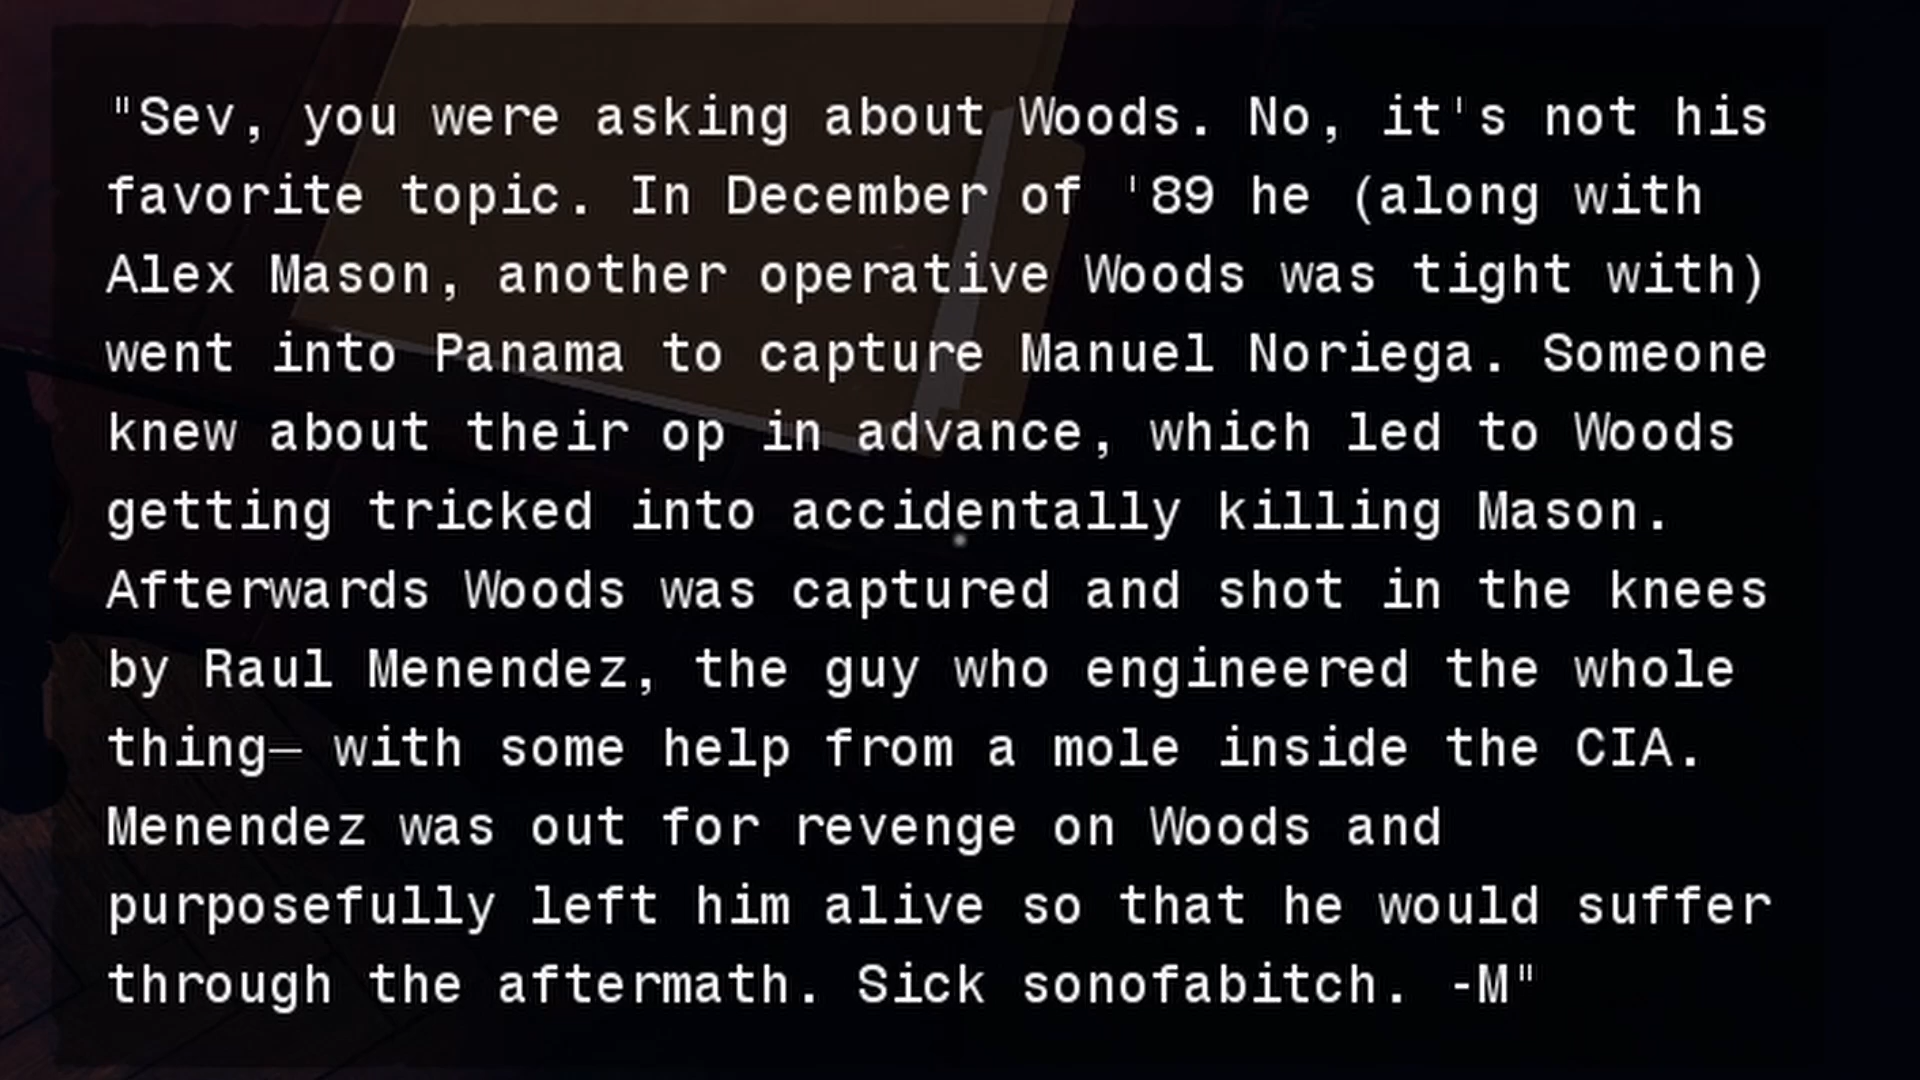 "Sev, you were asking about Woods. No, it's not his
favorite topic. In December of '89 he (along with
Alex Mason, another operative Woods was tight with)
went into Panama to capture Manuel Noriega. Someone
knew about their op in advance, which led to Woods
getting tricked into accidentally killing Mason.
Afterwards Woods was captured and shot in the knees
by Raul Menendez, the guy who engineered the whole
thing— with some help from a mole inside the CIA.
Menendez was out for revenge on Woods and
purposefully left him alive so that he would suffer
through the aftermath. Sick sonofabitch. -M"